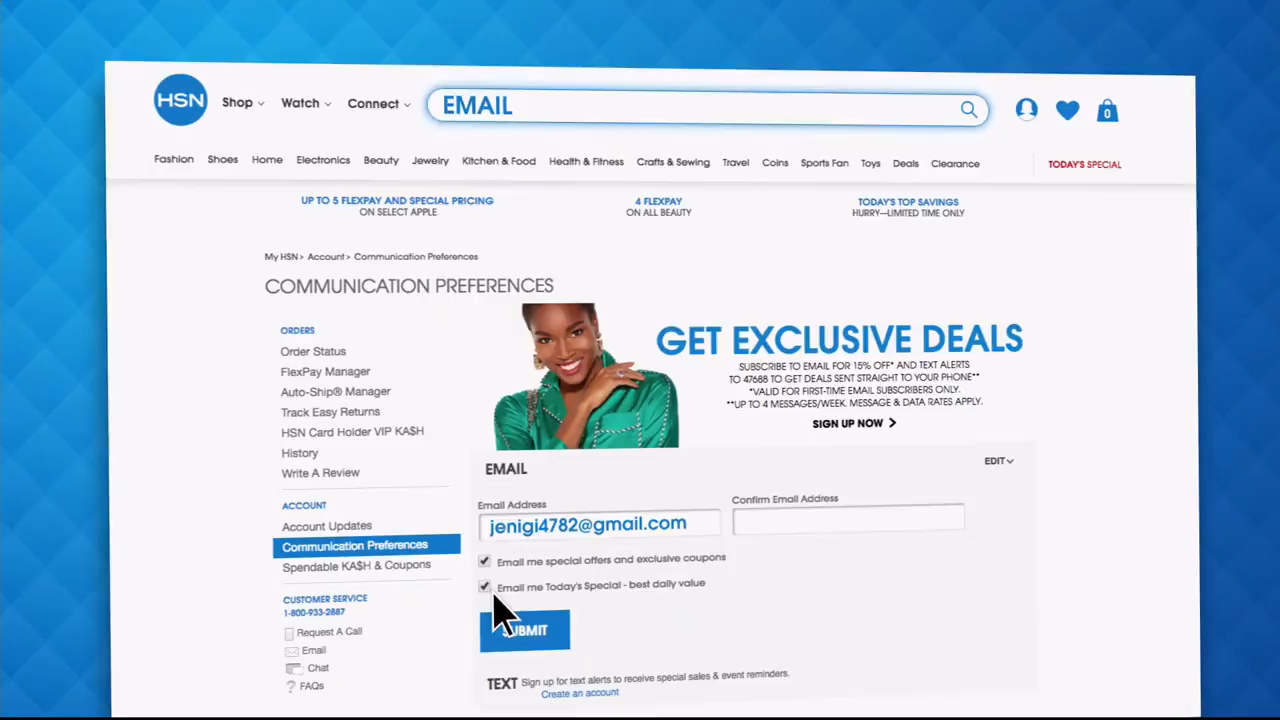 HSN
Shop
Watch
Connect
EMAIL
0
Fashion
Shoes
Home
Electronics
Beauty
Jewelry
Kitchen & Food
Health & Fitness
Crafts & Sewing
Travel
Coins
Sports Fan
Toys
Deals
Clearance
TODAY'S SPECIAL
UP TO 5 FLEXPAY AND SPECIAL PRICING
ON SELECT APPLE
4 FLEXPAY
ON ALL BEAUTY
TODAY'S TOP SAVINGS
HURRY—LIMITED TIME ONLY
My HSN > Account > Communication Preferences
COMMUNICATION PREFERENCES
ORDERS
Order Status
FlexPay Manager
Auto-Ship® Manager
Track Easy Returns
HSN Card Holder VIP KA$H
History
Write A Review
ACCOUNT
Account Updates
Communication Preferences
Spendable KA$H & Coupons
CUSTOMER SERVICE
1-800-933-2887
Request A Call
Email
Chat
? FAQs
GET EXCLUSIVE DEALS
SUBSCRIBE TO EMAIL FOR 15% OFF* AND TEXT ALERTS
TO 47688 TO GET DEALS SENT STRAIGHT TO YOUR PHONE**
*VALID FOR FIRST-TIME EMAIL SUBSCRIBERS ONLY.
**UP TO 4 MESSAGES/WEEK. MESSAGE & DATA RATES APPLY.
SIGN UP NOW >
EMAIL
EDIT
Email Address
Confirm Email Address
jenigi4782@gmail.com
Email me special offers and exclusive coupons
Email me Today's Special - best daily value
SUBMIT
TEXT Sign up for text alerts to receive special sales & event reminders.
Create an account